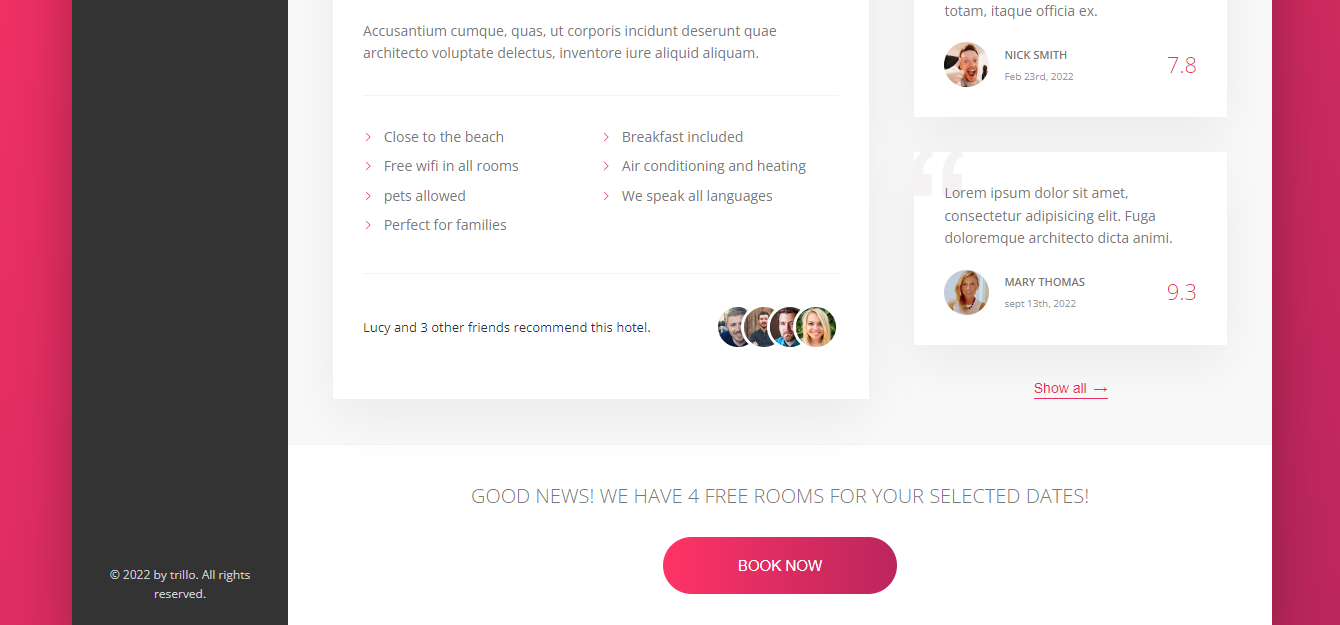 Accusantium cumque, quas, ut corporis incidunt deserunt quae
architecto voluptate delectus, inventore iure aliquid aliquam.
Close to the beach
Free wifi in all rooms
pets allowed
Perfect for families
Breakfast included
Air conditioning and heating
We speak all languages
Lucy and 3 other friends recommend this hotel.
totam, itaque officia ex.
NICK SMITH
Feb 23rd, 2022
7.8
“
Lorem ipsum dolor sit amet,
consectetur adipisicing elit. Fuga
doloremque architecto dicta animi.
MARY THOMAS
sept 13th, 2022
9.3
Show all →
GOOD NEWS! WE HAVE 4 FREE ROOMS FOR YOUR SELECTED DATES!
BOOK NOW
© 2022 by trillo. All rights
reserved.